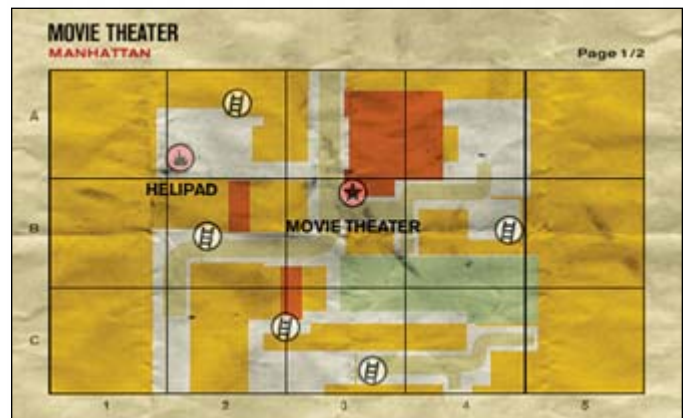 MOVIE THEATER
MANHATTAN
Page 1/2
A
HELIPAD
MOVIE THEATER
B
C
1 2 3 4 5